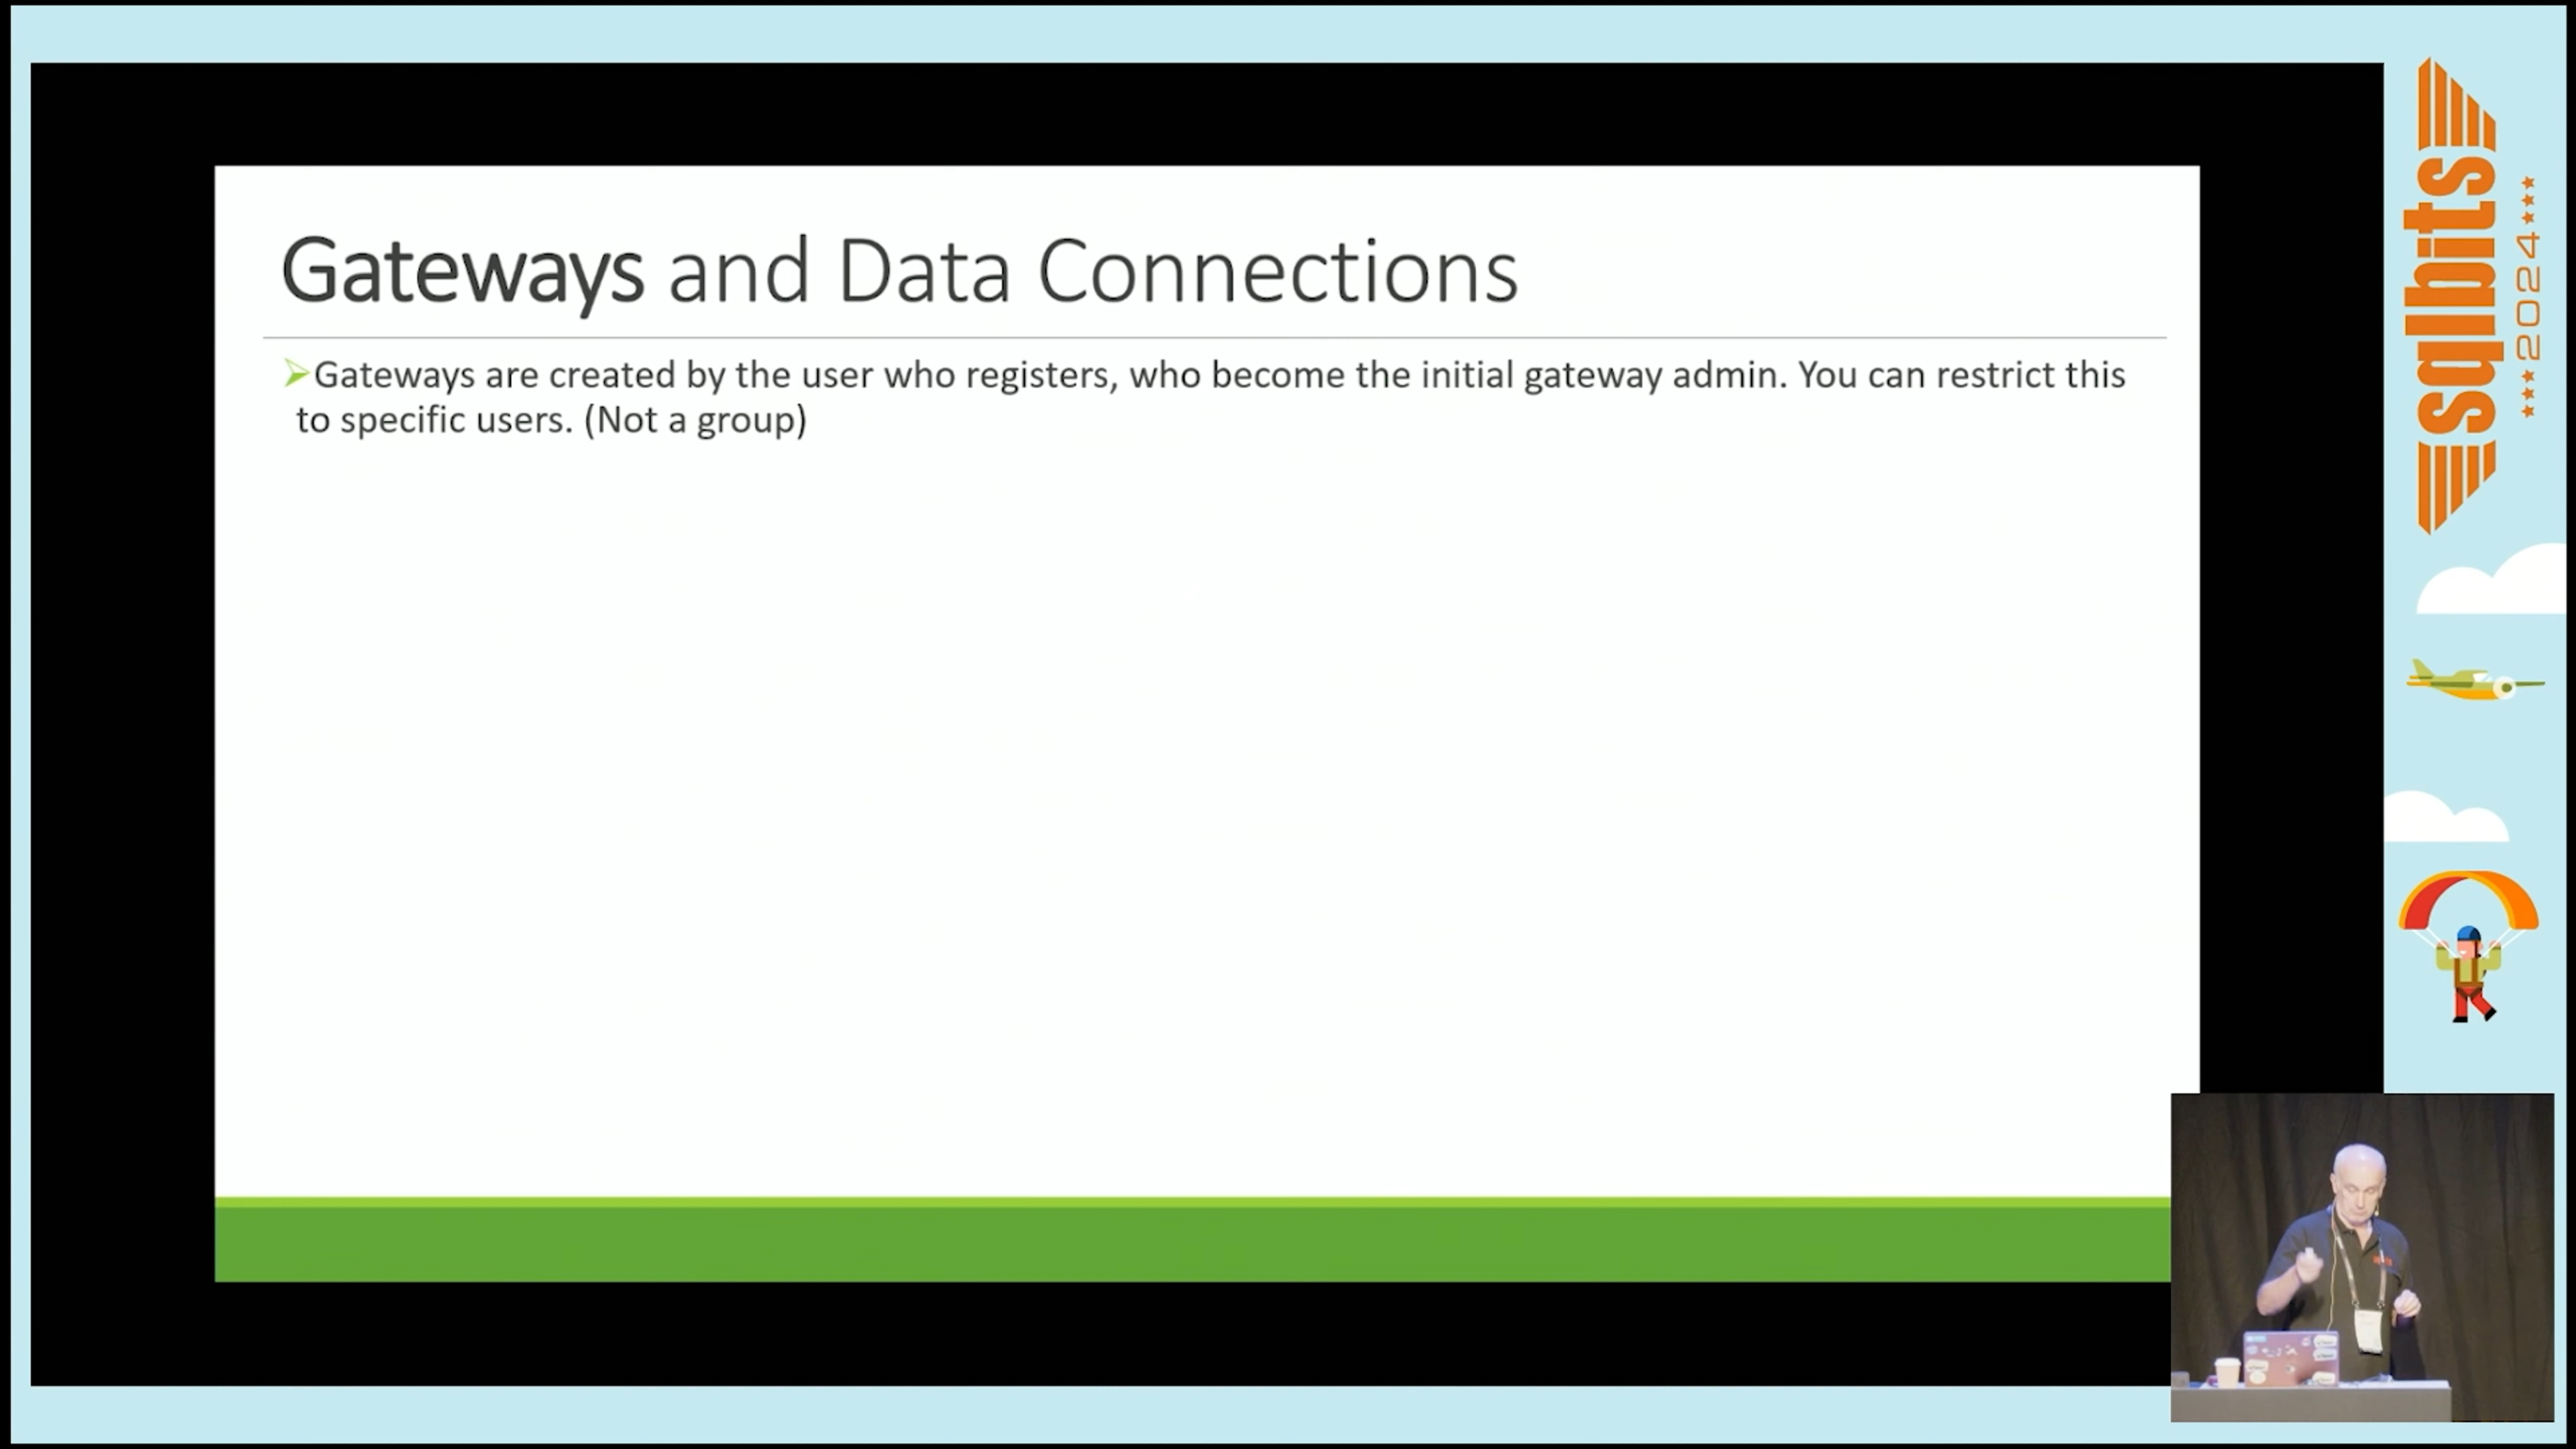 Gateways and Data Connections
Gateways are created by the user who registers, who become the initial gateway admin. You can restrict this
to specific users. (Not a group)
sqlbits
2024